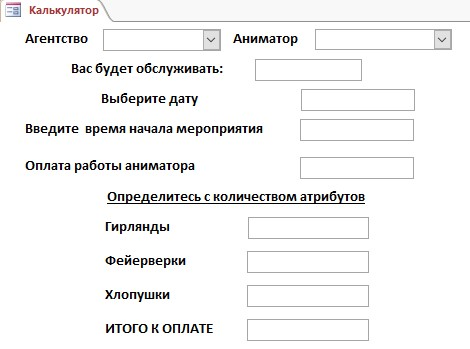 Калькулятор
Агентство Аниматор
Вас будет обслуживать:
Выберите дату
Введите время начала мероприятия
Оплата работы аниматора
Определитесь с количеством атрибутов
Гирлянды
Фейерверки
Хлопушки
ИТОГО К ОПЛАТЕ